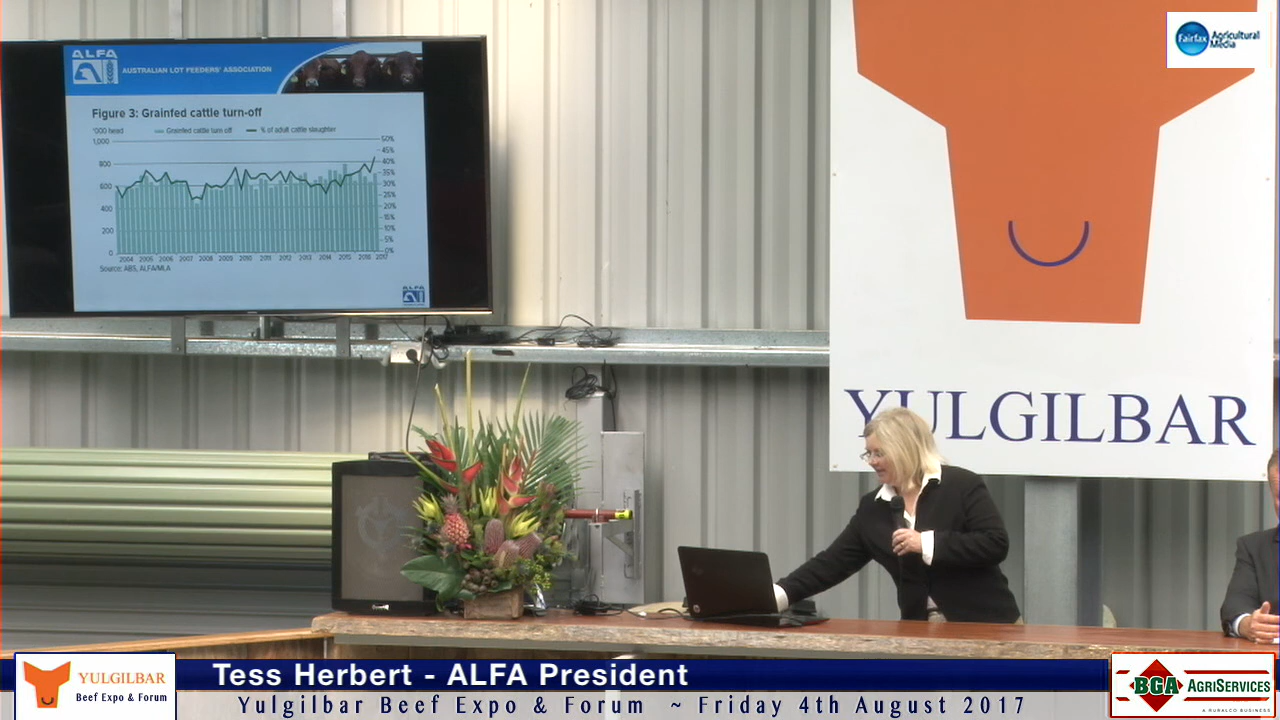 Fairfax Agricultural Media
ALFA
AUSTRALIAN LOT FEEDERS' ASSOCIATION
Figure 3: Grainfed cattle turn-off
'000 head
Grainfed cattle turn off
% of adult cattle slaughter
1,000
800
600
400
200
0
50%
45%
40%
35%
30%
25%
20%
15%
10%
5%
0%
2004 2005 2006 2007 2008 2009 2010 2011 2012 2013 2014 2015 2016 2017
Source: ABS, ALFA/MLA
ALFA
YULGILBAR
YULGILBAR
Beef Expo & Forum
Tess Herbert - ALFA President
Yulgilbar Beef Expo & Forum ~ Friday 4th August 2017
BGA AGRISERVICES
A RURALCO BUSINESS